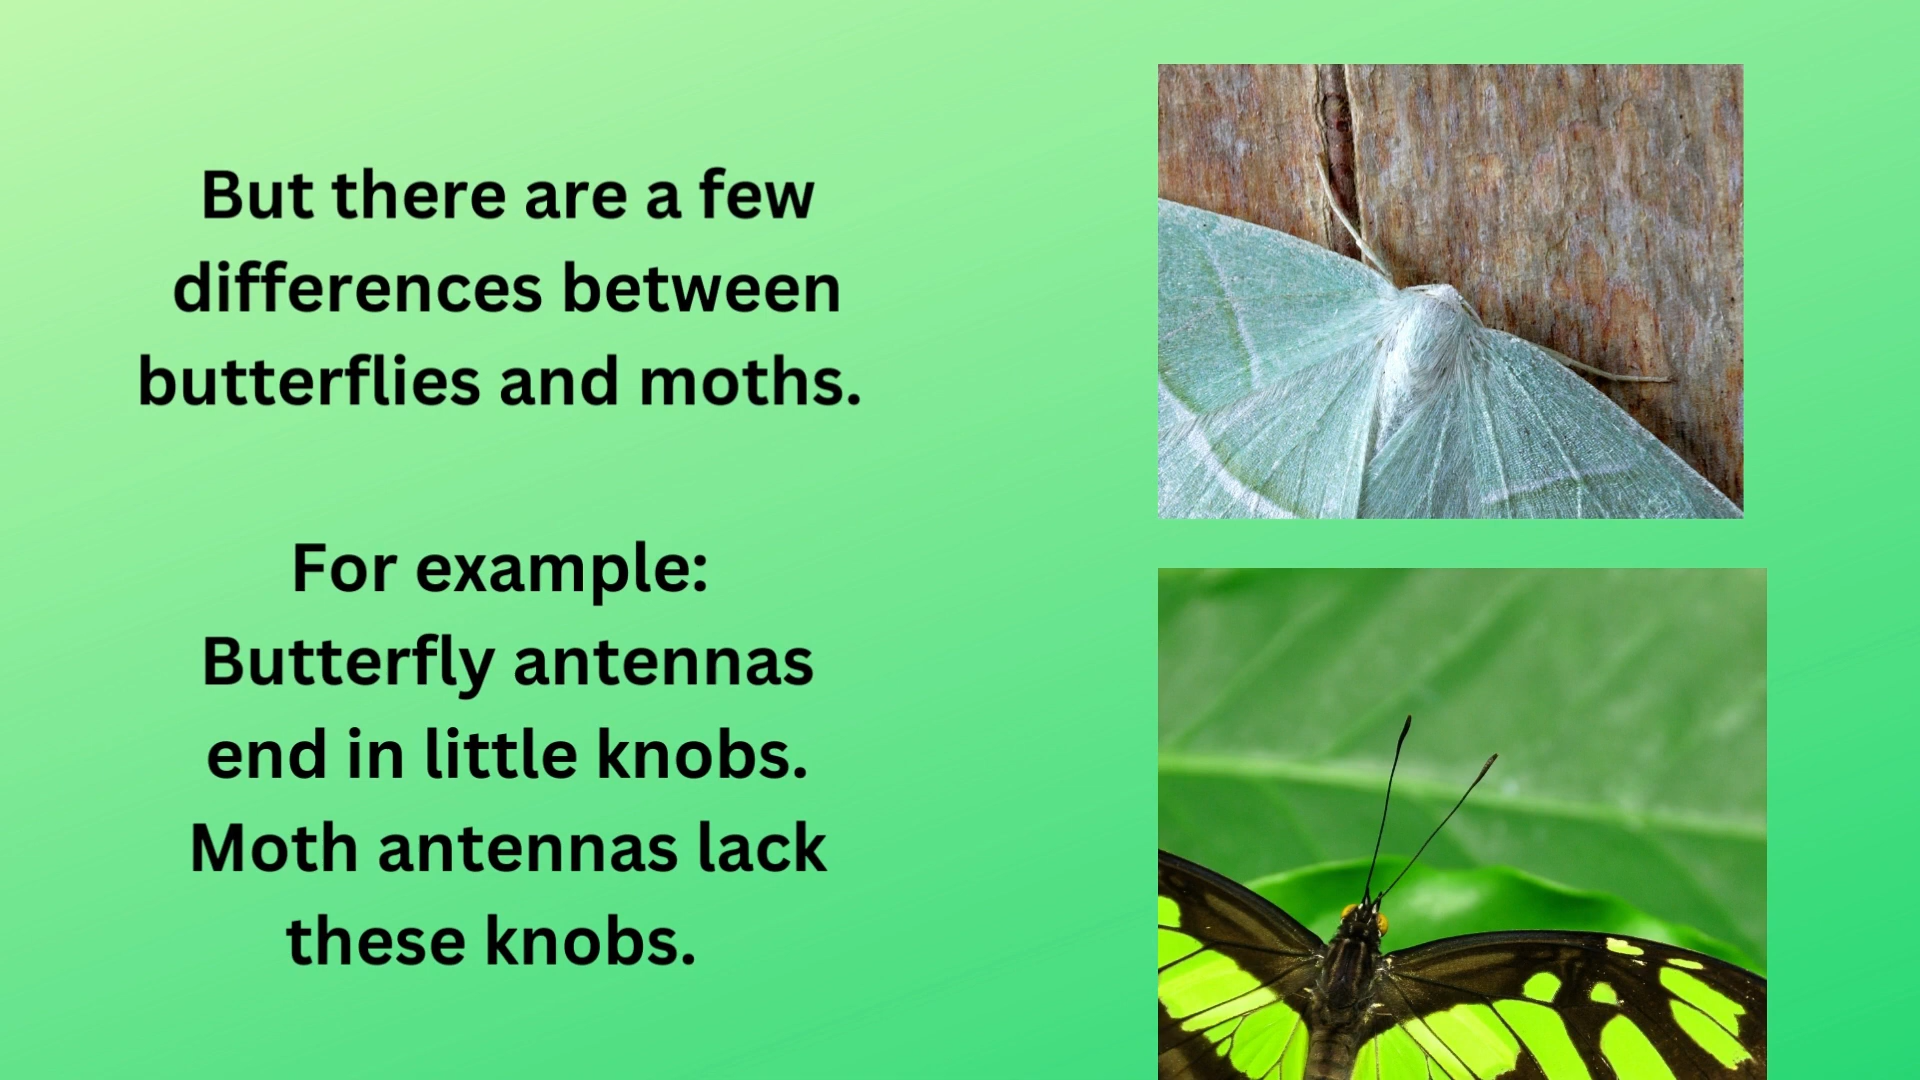 But there are a few
differences between
butterflies and moths.
For example:
Butterfly antennas
end in little knobs.
Moth antennas lack
these knobs.